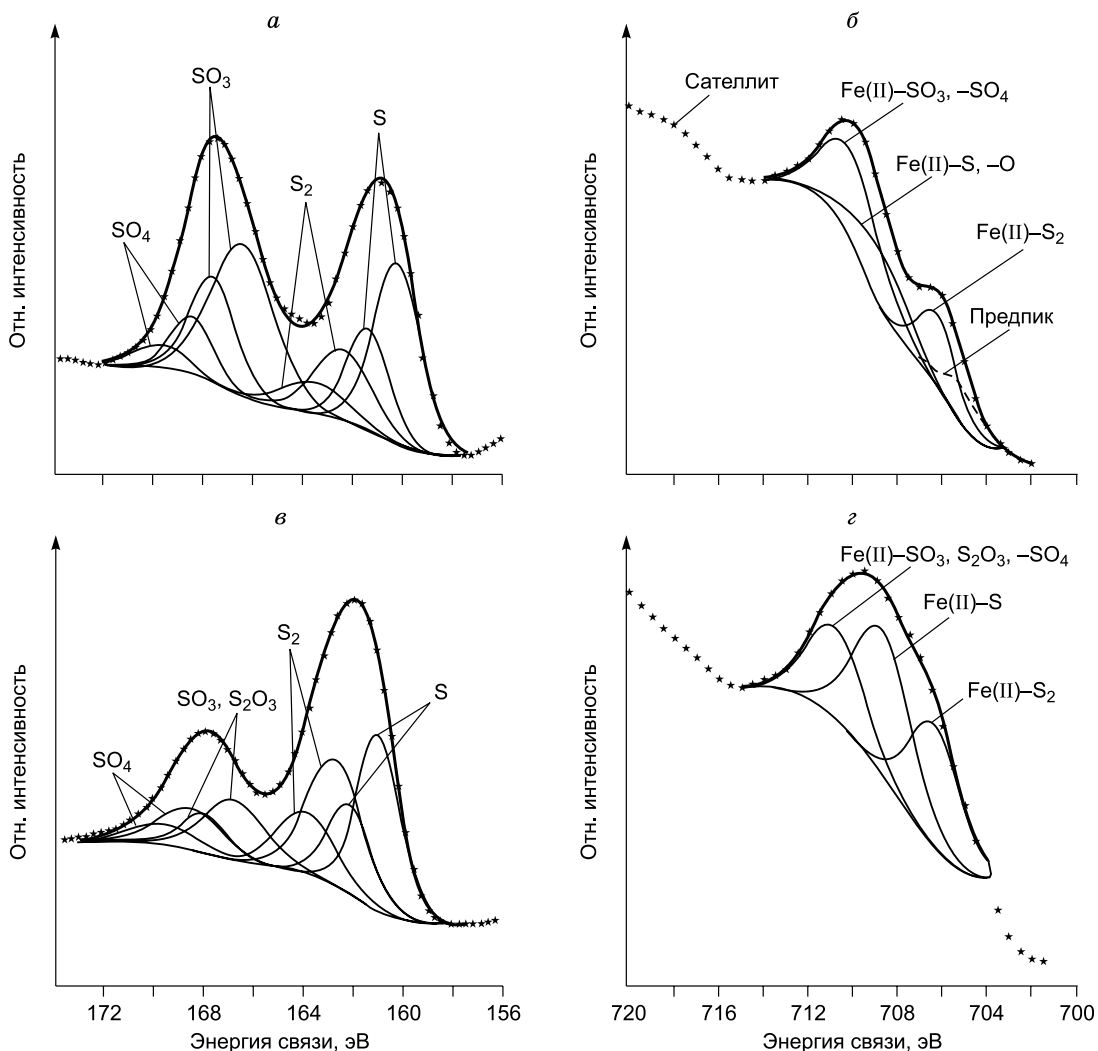 а
SO₃
S
S₂
SO₄
Отн. интенсивность
б
Сателлит
Fe(II)–SO₃, –SO₄
Fe(II)–S, –O
Fe(II)–S₂
Предпик
Отн. интенсивность
в
S₂
S
SO₃, S₂O₃
SO₄
Отн. интенсивность
172 168 164 160 156
Энергия связи, эВ
г
Fe(II)–SO₃, S₂O₃, –SO₄
Fe(II)–S
Fe(II)–S₂
Отн. интенсивность
720 716 712 708 704 700
Энергия связи, эВ